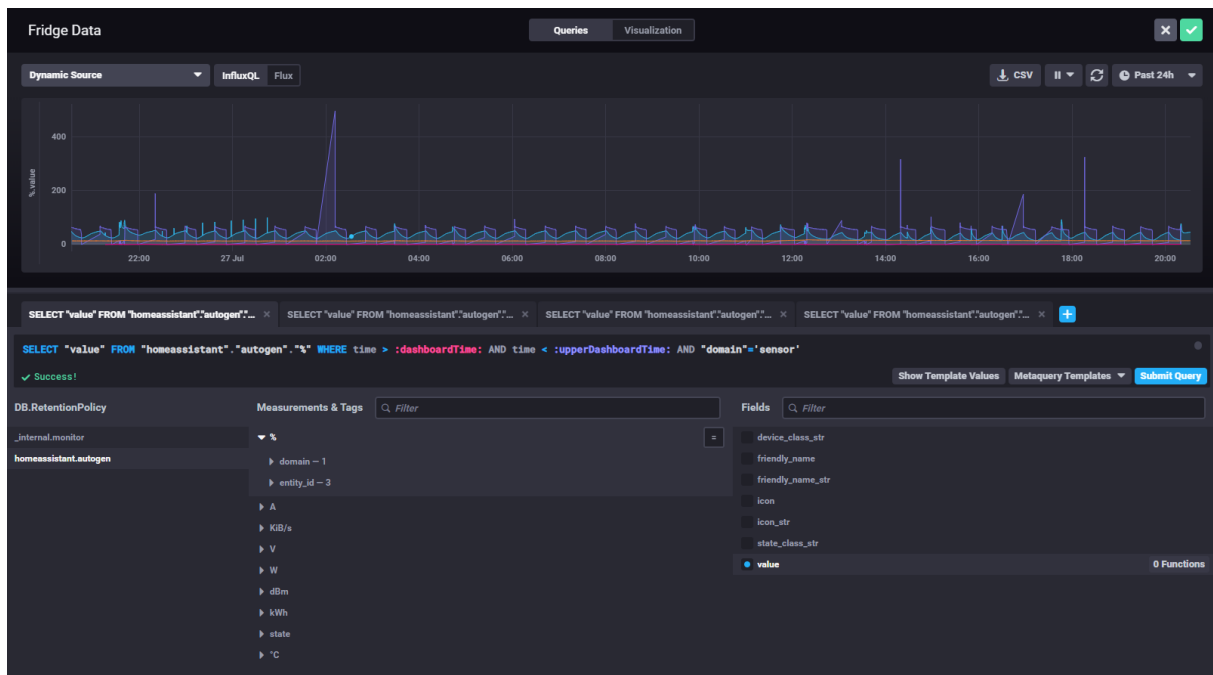 Fridge Data
Queries
Visualization
Dynamic Source
InfluxQL
Flux
CSV
Past 24h
%.value
400
200
0
22:00
27 Jul
02:00
04:00
06:00
08:00
10:00
12:00
14:00
16:00
18:00
20:00
SELECT "value" FROM "homeassistant"."autogen"."...
SELECT "value" FROM "homeassistant"."autogen"."...
SELECT "value" FROM "homeassistant"."autogen"."...
SELECT "value" FROM "homeassistant"."autogen"."...
SELECT "value" FROM "homeassistant"."autogen"."%" WHERE time > :dashboardTime: AND time < :upperDashboardTime: AND "domain"='sensor'
Success!
Show Template Values
Metaquery Templates
Submit Query
DB.RetentionPolicy
Measurements & Tags
Filter
Fields
Filter
_internal.monitor
homeassistant.autogen
%
=
domain — 1
entity_id — 3
A
KiB/s
V
W
dBm
kWh
state
°C
device_class_str
friendly_name
friendly_name_str
icon
icon_str
state_class_str
value
0 Functions